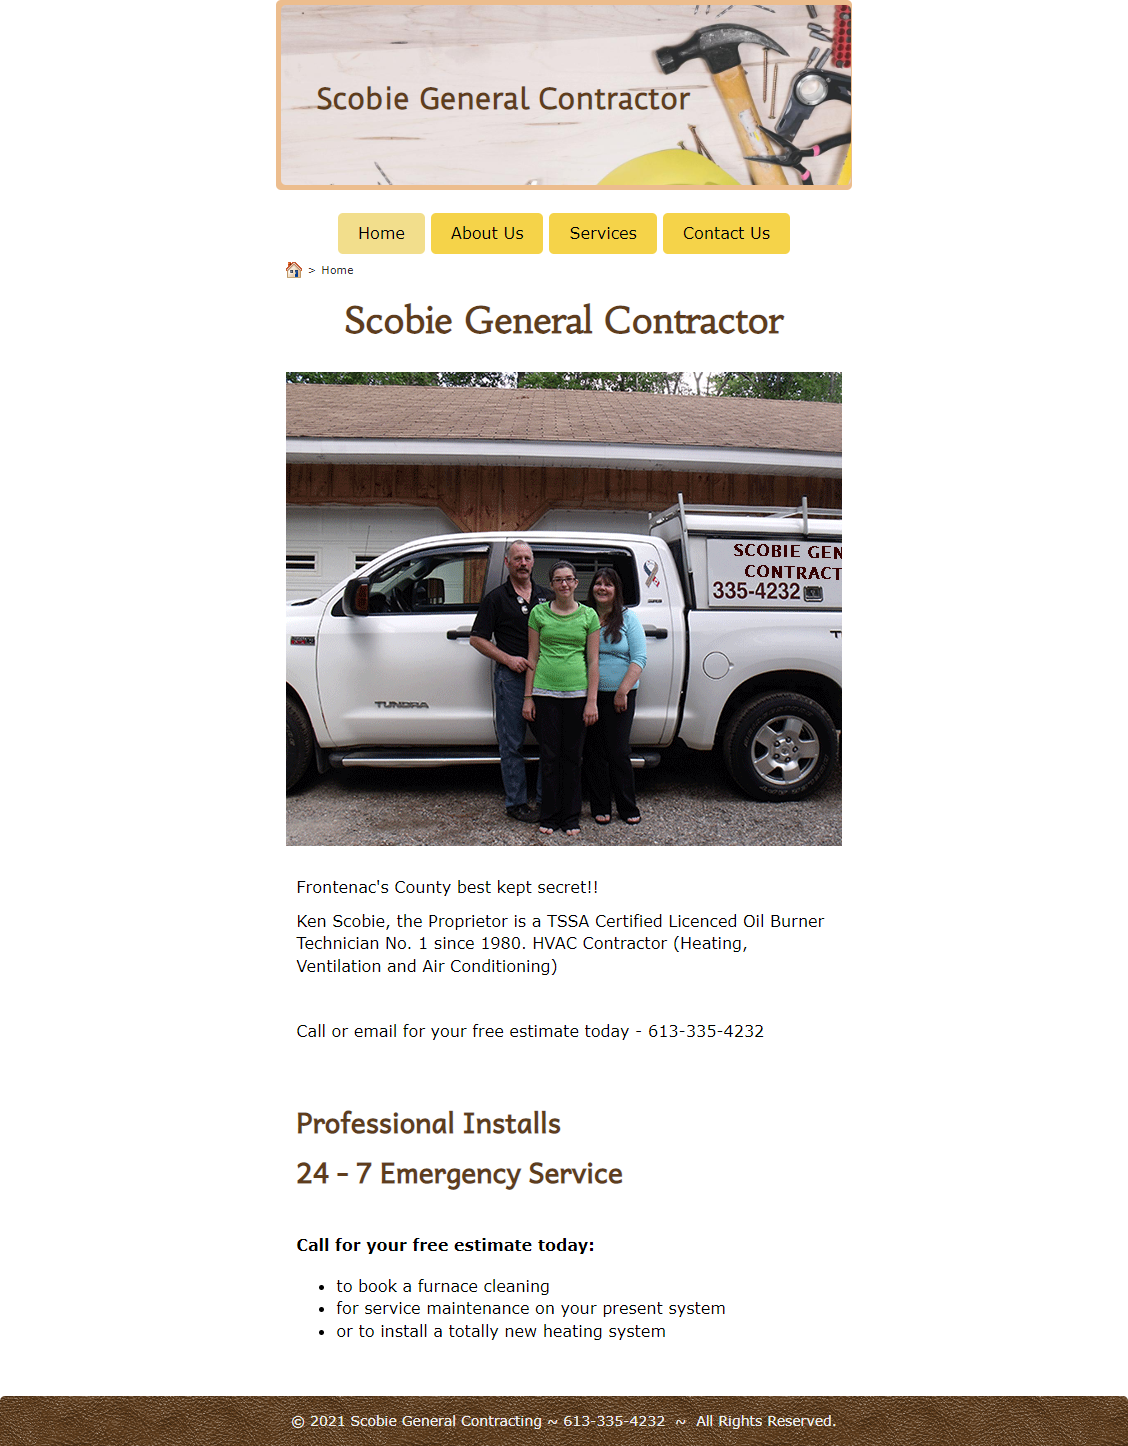 Scobie General Contractor
Home
About Us
Services
Contact Us
> Home
Scobie General Contractor
SCOBIE GEN
CONTRACT
335-4232
TUNDRA
Frontenac's County best kept secret!!
Ken Scobie, the Proprietor is a TSSA Certified Licenced Oil Burner
Technician No. 1 since 1980. HVAC Contractor (Heating,
Ventilation and Air Conditioning)
Call or email for your free estimate today - 613-335-4232
Professional Installs
24 - 7 Emergency Service
Call for your free estimate today:
• to book a furnace cleaning
• for service maintenance on your present system
• or to install a totally new heating system
© 2021 Scobie General Contracting ~ 613-335-4232 ~ All Rights Reserved.